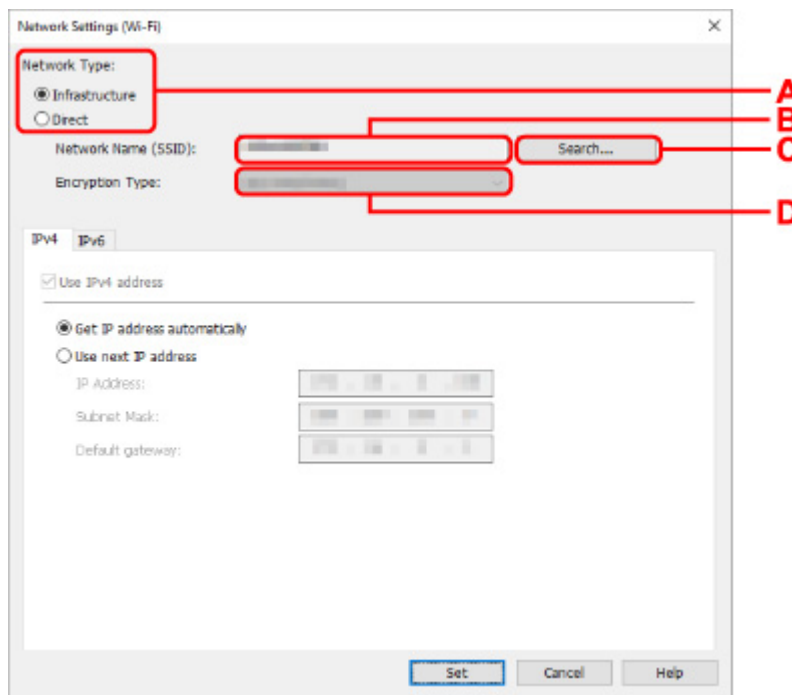 Network Settings (Wi-Fi)
Network Type:
Infrastructure
A
Direct
B
Network Name (SSID):
Search...
C
Encryption Type:
D
IPv4 IPv6
Use IPv4 address
Get IP address automatically
Use next IP address
IP Address:
Subnet Mask:
Default gateway:
Set Cancel Help